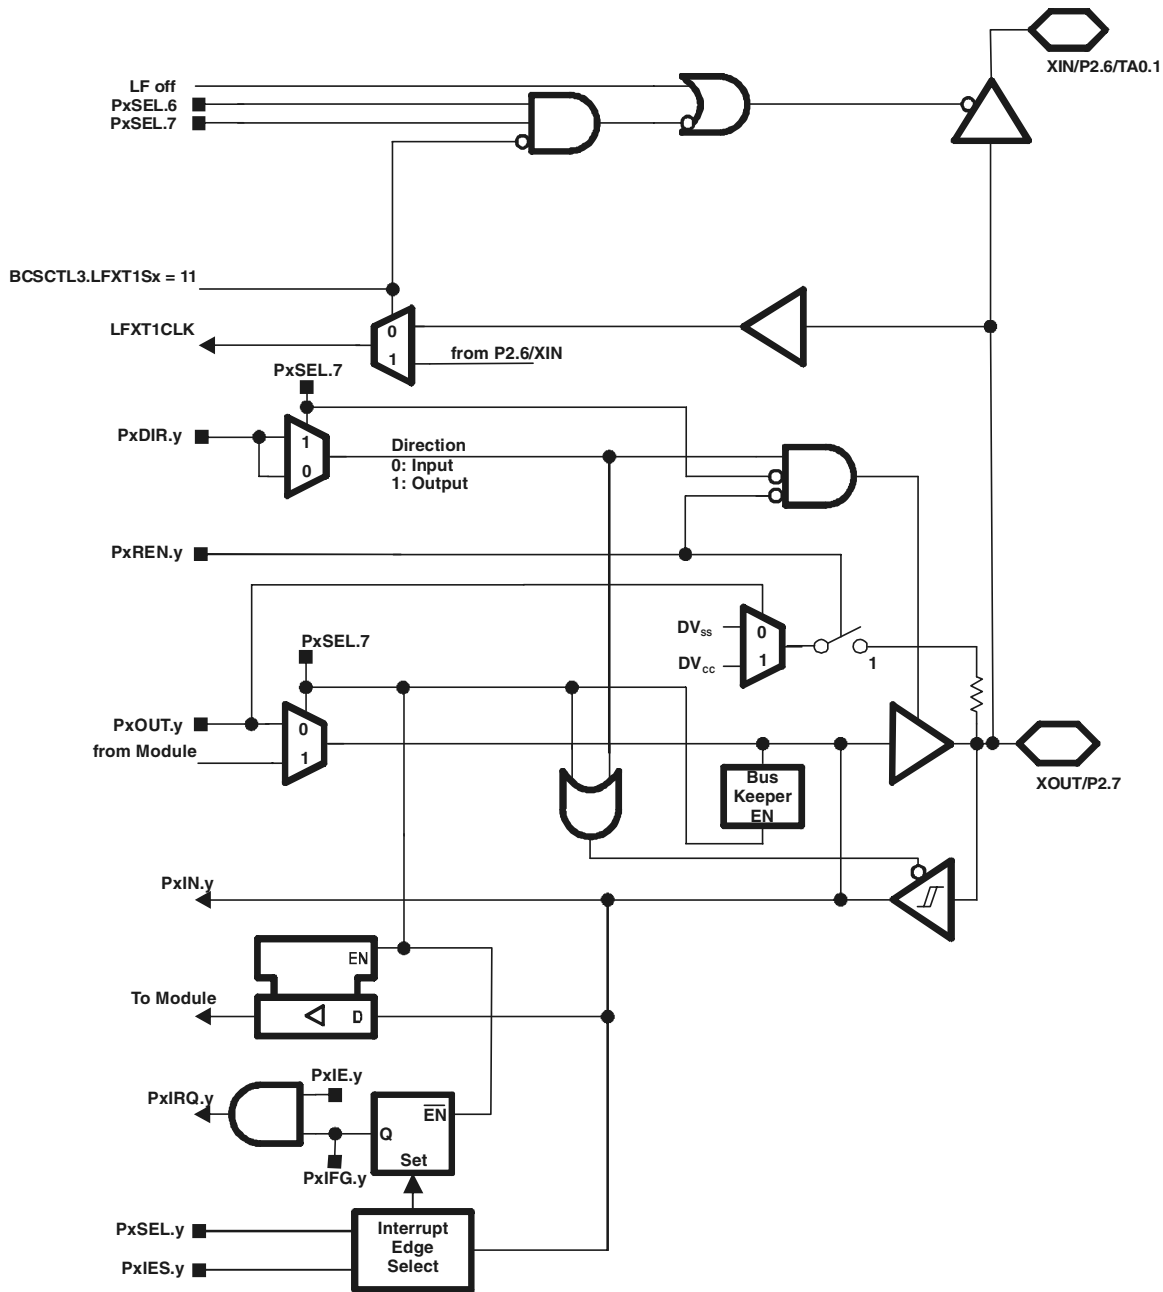 XIN/P2.6/TA0.1
LF off
PxSEL.6
PxSEL.7
BCSCTL3.LFXT1Sx = 11
LFXT1CLK
0
1
from P2.6/XIN
PxSEL.7
PxDIR.y
1
0
Direction
0: Input
1: Output
PxREN.y
DVSS
DVCC
0
1
1
PxSEL.7
PxOUT.y
from Module
0
1
Bus
Keeper
EN
XOUT/P2.7
PxIN.y
EN
To Module
D
PxIE.y
PxIRQ.y
EN
Q
Set
PxIFG.y
PxSEL.y
PxIES.y
Interrupt
Edge
Select